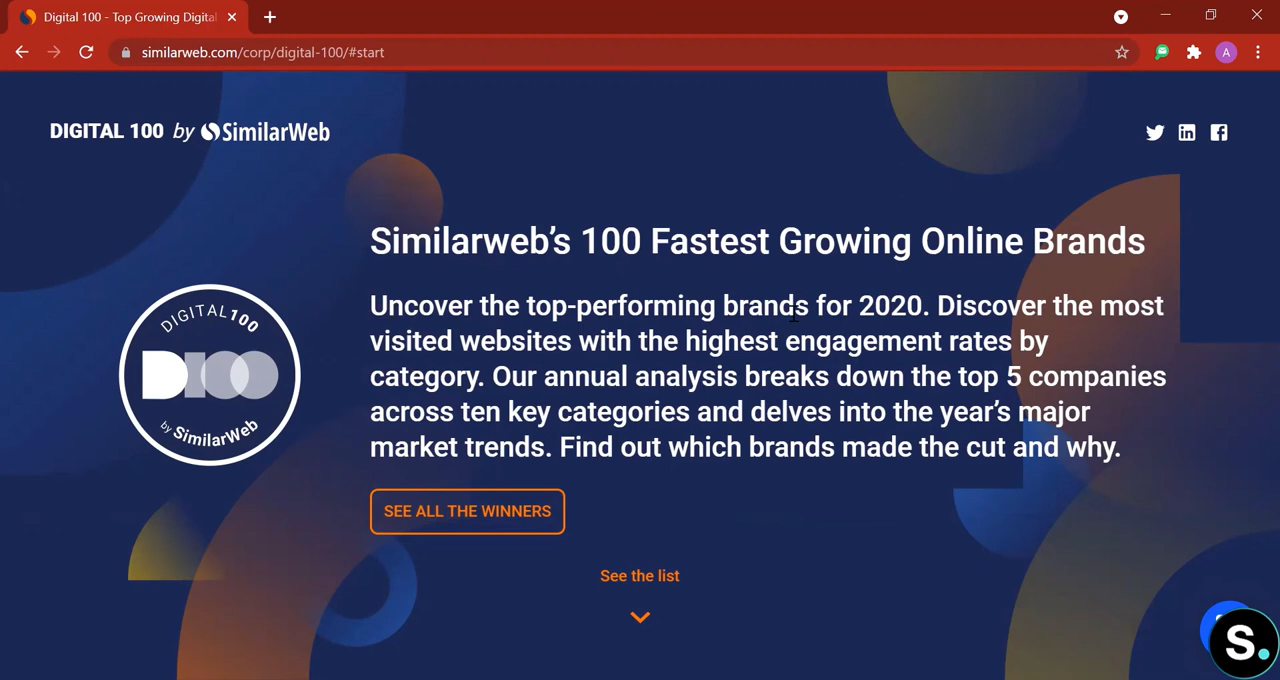 Digital 100 - Top Growing Digital
similarweb.com/corp/digital-100/#start
A
DIGITAL 100 by SimilarWeb
Similarweb’s 100 Fastest Growing Online Brands
DIGITAL100
D100
by SimilarWeb
Uncover the top-performing brands for 2020. Discover the most
visited websites with the highest engagement rates by
category. Our annual analysis breaks down the top 5 companies
across ten key categories and delves into the year’s major
market trends. Find out which brands made the cut and why.
SEE ALL THE WINNERS
See the list
S.